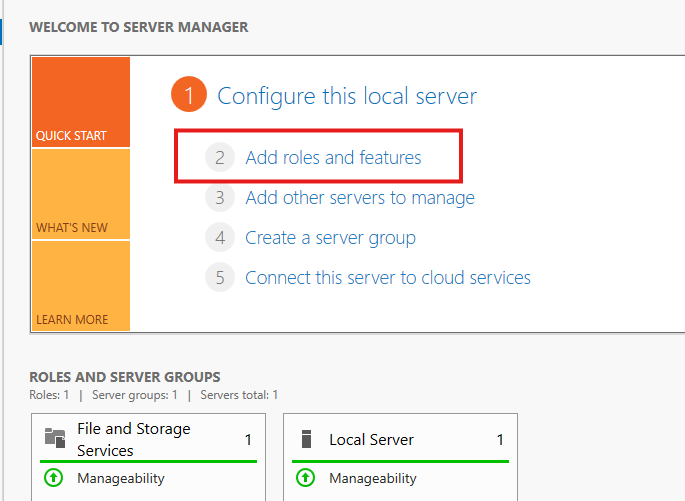 WELCOME TO SERVER MANAGER
QUICK START
WHAT'S NEW
LEARN MORE
1 Configure this local server
2 Add roles and features
3 Add other servers to manage
4 Create a server group
5 Connect this server to cloud services
ROLES AND SERVER GROUPS
Roles: 1 | Server groups: 1 | Servers total: 1
File and Storage
Services 1
Manageability
Local Server 1
Manageability